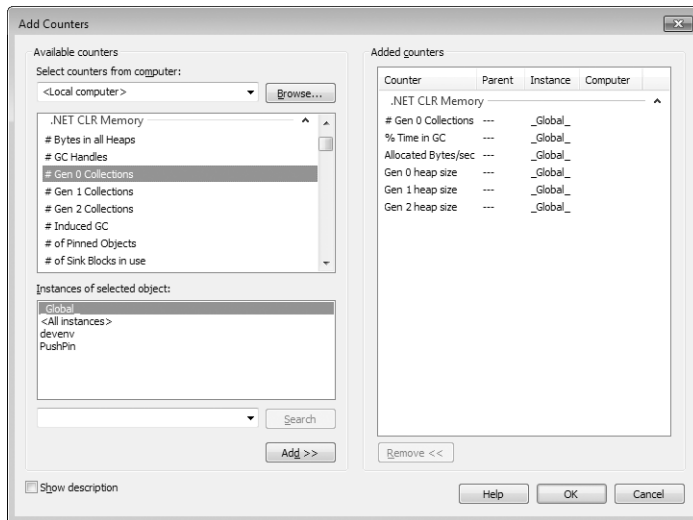 Add Counters
Available counters
Select counters from computer:
<Local computer>
Browse...
.NET CLR Memory
# Bytes in all Heaps
# GC Handles
# Gen 0 Collections
# Gen 1 Collections
# Gen 2 Collections
# Induced GC
# of Pinned Objects
# of Sink Blocks in use
Instances of selected object:
_Global_
<All instances>
devenv
PushPin
Search
Add >>
Show description
Added counters
Counter Parent Instance Computer
.NET CLR Memory
# Gen 0 Collections --- _Global_
% Time in GC --- _Global_
Allocated Bytes/sec --- _Global_
Gen 0 heap size --- _Global_
Gen 1 heap size --- _Global_
Gen 2 heap size --- _Global_
Remove <<
Help OK Cancel